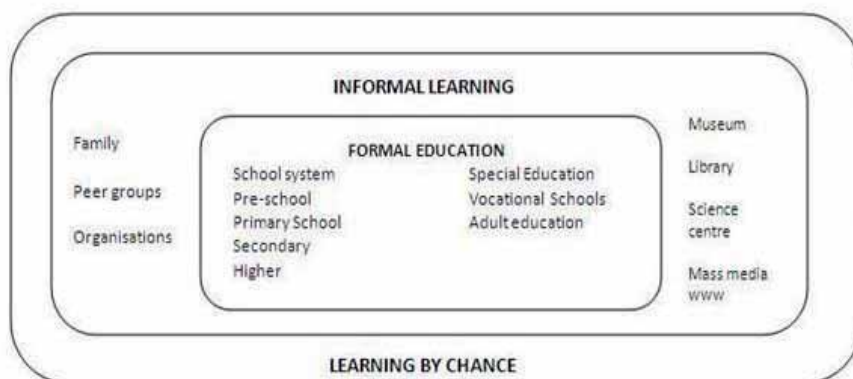 INFORMAL LEARNING
Family
Peer groups
Organisations
FORMAL EDUCATION
School system
Pre-school
Primary School
Secondary
Higher
Special Education
Vocational Schools
Adult education
Museum
Library
Science
centre
Mass media
www
LEARNING BY CHANCE